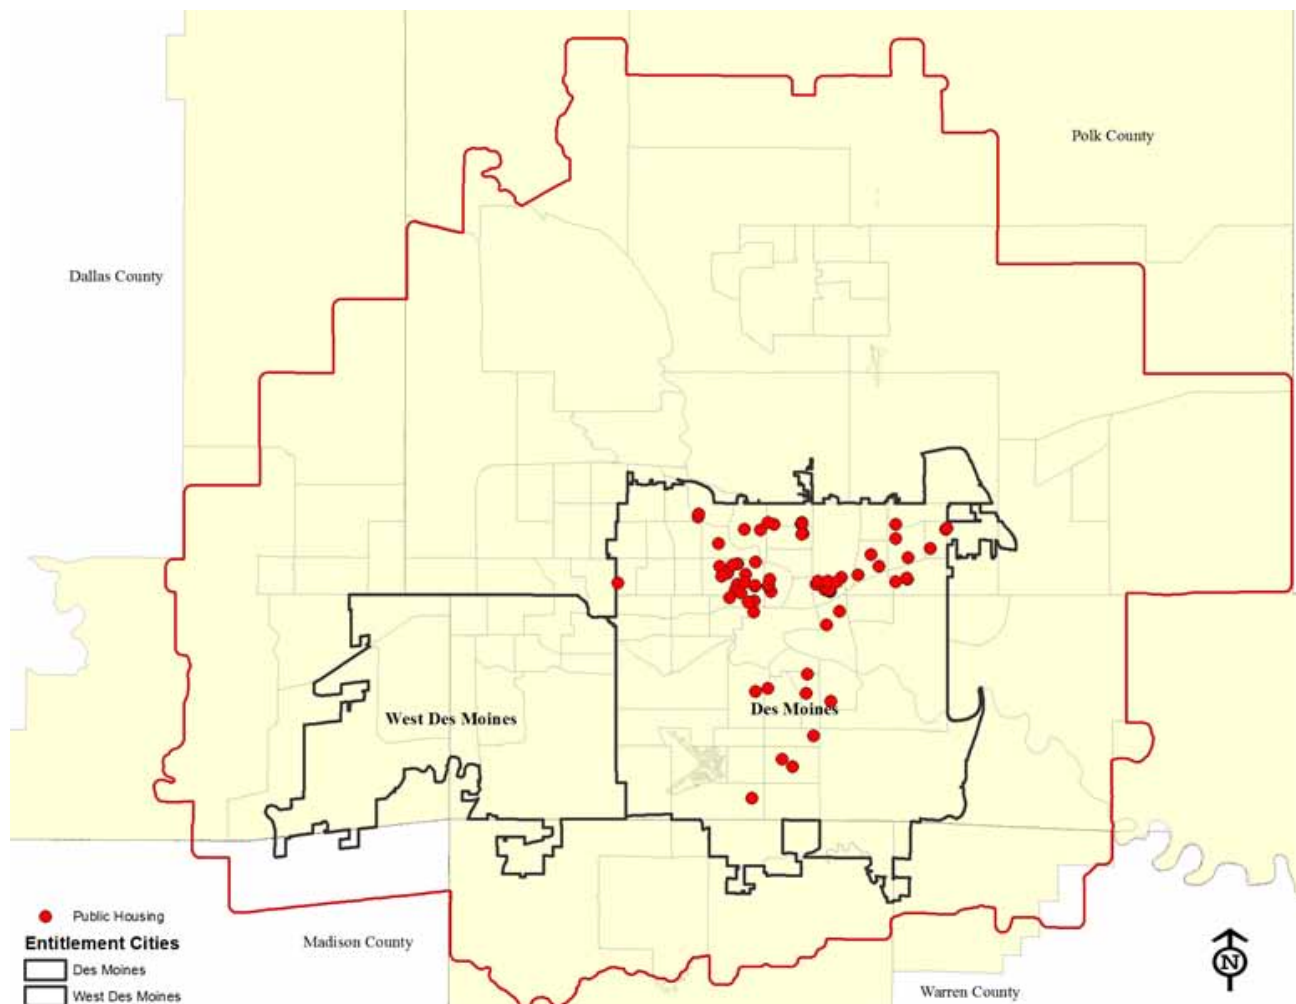 Polk County
Dallas County
West Des Moines
Des Moines
Public Housing
Entitlement Cities
Des Moines
West Des Moines
Madison County
Warren County
N